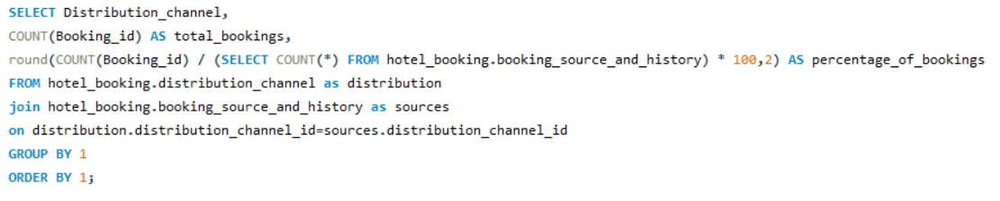 SELECT Distribution_channel,
COUNT(Booking_id) AS total_bookings,
round(COUNT(Booking_id) / (SELECT COUNT(*) FROM hotel_booking.booking_source_and_history) * 100,2) AS percentage_of_bookings
FROM hotel_booking.distribution_channel as distribution
join hotel_booking.booking_source_and_history as sources
on distribution.distribution_channel_id=sources.distribution_channel_id
GROUP BY 1
ORDER BY 1;